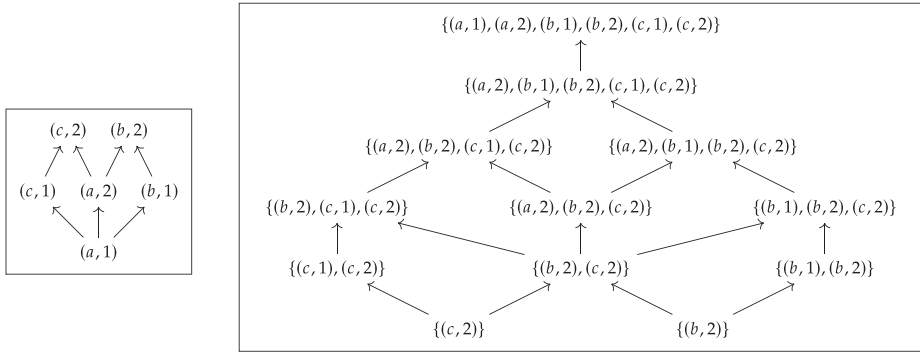 (c, 2) (b, 2)
(c, 1) (a, 2) (b, 1)
(a, 1)
{(a, 1), (a, 2), (b, 1), (b, 2), (c, 1), (c, 2)}
{(a, 2), (b, 1), (b, 2), (c, 1), (c, 2)}
{(a, 2), (b, 2), (c, 1), (c, 2)} {(a, 2), (b, 1), (b, 2), (c, 2)}
{(b, 2), (c, 1), (c, 2)} {(a, 2), (b, 2), (c, 2)} {(b, 1), (b, 2), (c, 2)}
{(c, 1), (c, 2)} {(b, 2), (c, 2)} {(b, 1), (b, 2)}
{(c, 2)} {(b, 2)}